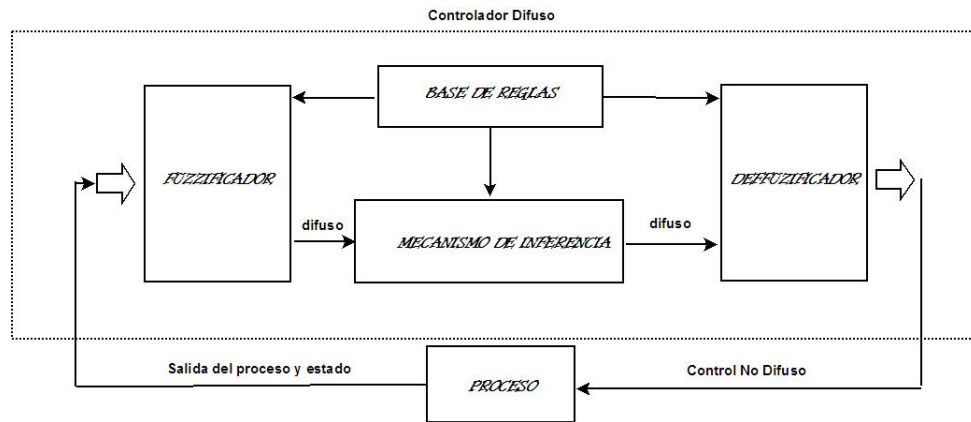 Controlador Difuso
BASE DE REGLAS
FUZZIFICADOR
DEFFUZIFICADOR
difuso
difuso
MECANISMO DE INFERENCIA
Salida del proceso y estado
Control No Difuso
PROCESO